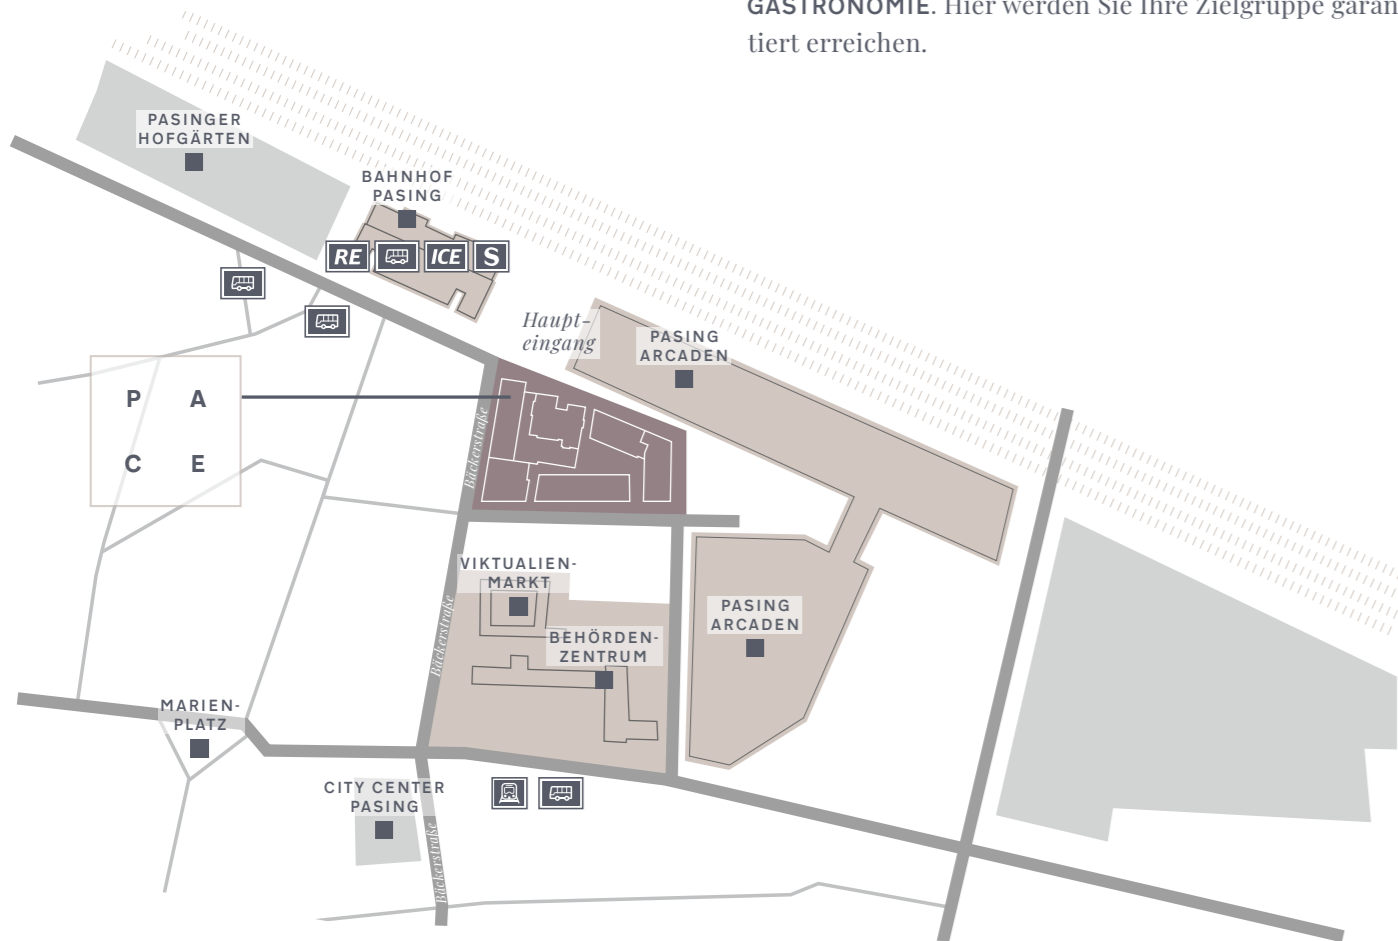 GASTRONOMIE. Hier werden Sie Ihre Zielgruppe garan
tiert erreichen.
PASINGER
HOFGÄRTEN
BAHNHOF
PASING
RE
ICE
S
Haupt-
eingang
PASING
ARCADEN
P A
C E
Bäckerstraße
VIKTUALIEN-
MARKT
Bäckerstraße
BEHÖRDEN-
ZENTRUM
PASING
ARCADEN
MARIEN-
PLATZ
CITY CENTER
PASING
Bäckerstraße